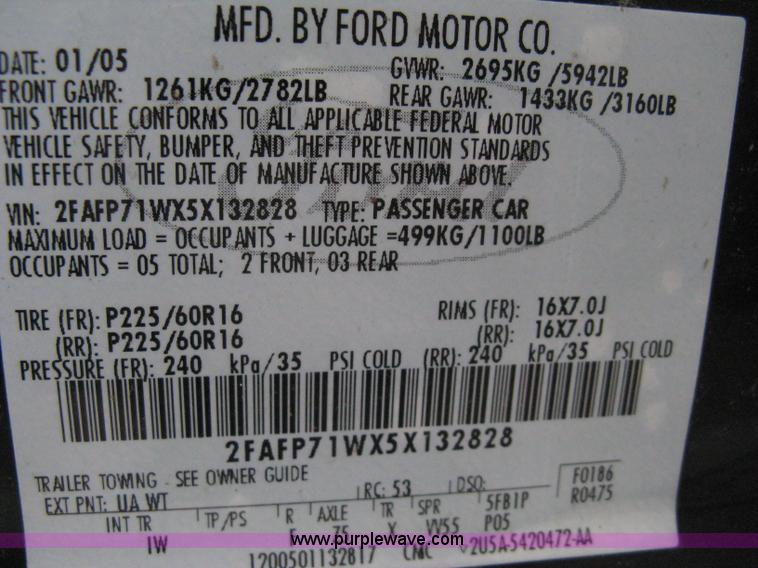 MFD. BY FORD MOTOR CO.
DATE: 01/05 GVWR: 2695KG /5942LB
FRONT GAWR: 1261KG/2782LB REAR GAWR: 1433KG /3160LB
THIS VEHICLE CONFORMS TO ALL APPLICABLE FEDERAL MOTOR
VEHICLE SAFETY, BUMPER, AND THEFT PREVENTION STANDARDS
IN EFFECT ON THE DATE OF MANUFACTURE SHOWN ABOVE.
VIN: 2FAFP71WX5X132828 TYPE: PASSENGER CAR
MAXIMUM LOAD = OCCUPANTS + LUGGAGE =499KG/1100LB
OCCUPANTS = 05 TOTAL; 2 FRONT, 03 REAR
TIRE (FR): P225/60R16 RIMS (FR): 16X7.0J
(RR): P225/60R16 (RR): 16X7.0J
PRESSURE (FR): 240 kPa/35 PSI COLD (RR): 240 kPa/35 PSI COLD
2FAFP71WX5X132828
TRAILER TOWING - SEE OWNER GUIDE F0186
EXT PNT: UA WT RC: 53 DSO: R0475
INT TR TP/PS R AXLE TR SPR 5FB1P
IW 75 VV55 P05
1200501132817 CMC 2U5A-5420472-AA
www.purplewave.com